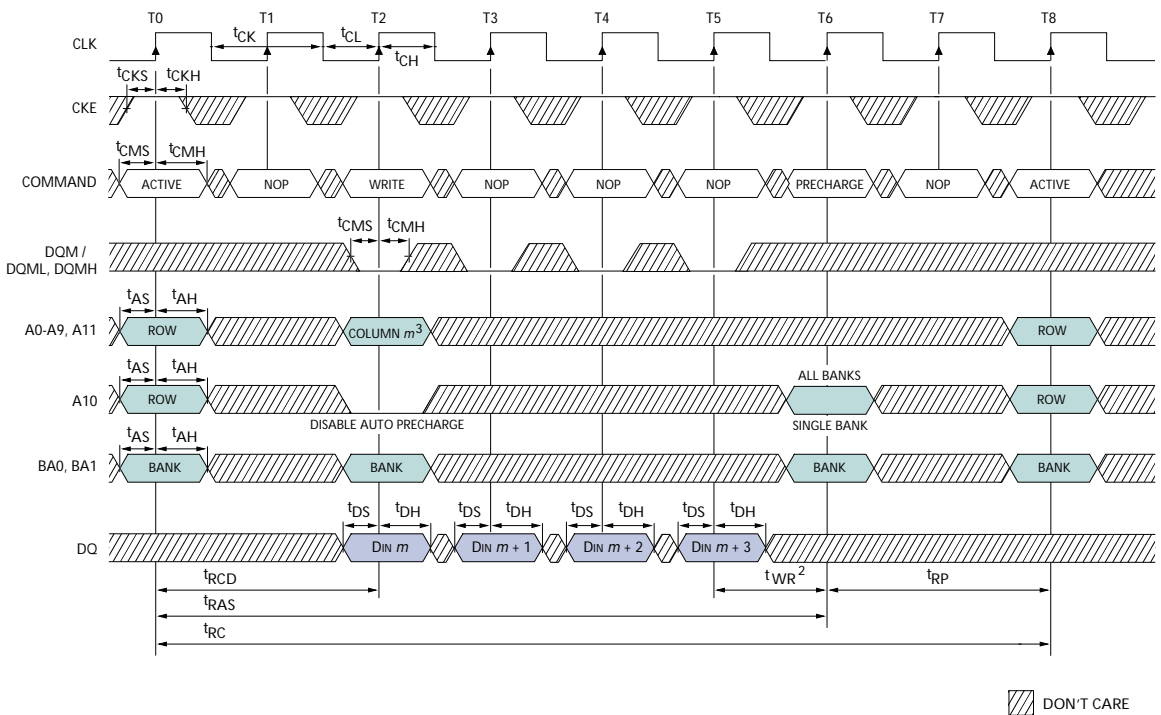 T0 T1 T2 T3 T4 T5 T6 T7 T8
CLK tCK tCL
tCH
tCKS tCKH
CKE
tCMS tCMH
COMMAND ACTIVE NOP WRITE NOP NOP NOP PRECHARGE NOP ACTIVE
tCMS tCMH
DQM /
DQML, DQMH
tAS tAH
A0-A9, A11 ROW COLUMN m3 ROW
tAS tAH ALL BANKS
A10 ROW ROW
DISABLE AUTO PRECHARGE SINGLE BANK
tAS tAH
BA0, BA1 BANK BANK BANK BANK
tDS tDH tDS tDH tDS tDH tDS tDH
DQ DIN m DIN m + 1 DIN m + 2 DIN m + 3
tRCD tWR2 tRP
tRAS
tRC
DON'T CARE